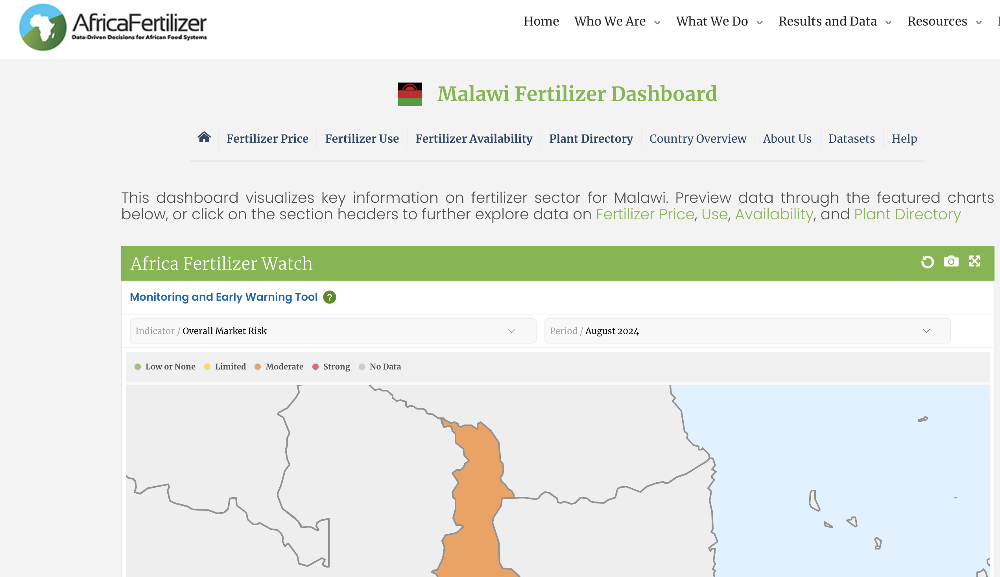 AfricaFertilizer
Data-Driven Decisions for African Food Systems
Home Who We Are What We Do Results and Data Resources
Malawi Fertilizer Dashboard
Fertilizer Price Fertilizer Use Fertilizer Availability Plant Directory Country Overview About Us Datasets Help
This dashboard visualizes key information on fertilizer sector for Malawi. Preview data through the featured charts
below, or click on the section headers to further explore data on Fertilizer Price, Use, Availability, and Plant Directory
Africa Fertilizer Watch
Monitoring and Early Warning Tool ?
Indicator / Overall Market Risk Period / August 2024
Low or None Limited Moderate Strong No Data